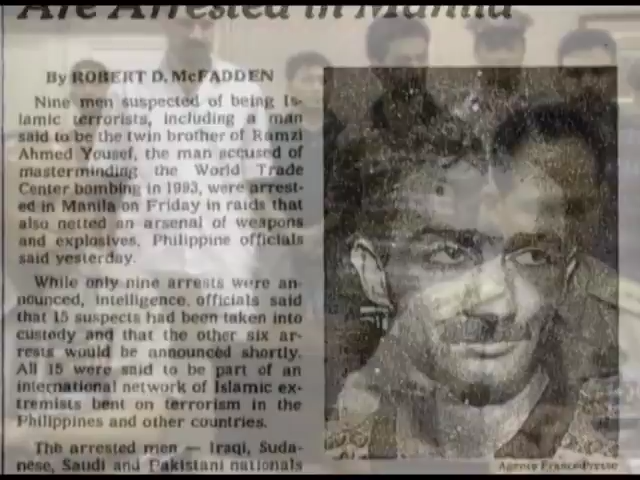 Are Arrested in Manila
By ROBERT D. McFADDEN
Nine men suspected of being Is-
lamic terrorists, including a man
said to be the twin brother of Ramzi
Ahmed Yousef, the man accused of
masterminding the World Trade
Center bombing in 1993, were arrest-
ed in Manila on Friday in raids that
also netted an arsenal of weapons
and explosives, Philippine officials
said yesterday.
While only nine arrests were an-
nounced, intelligence officials said
that 15 suspects had been taken into
custody and that the other six ar-
rests would be announced shortly.
All 15 were said to be part of an
international network of Islamic ex-
tremists bent on terrorism in the
Philippines and other countries.
The arrested men — Iraqi, Suda-
nese, Saudi and Pakistani nationals
Agence France-Presse